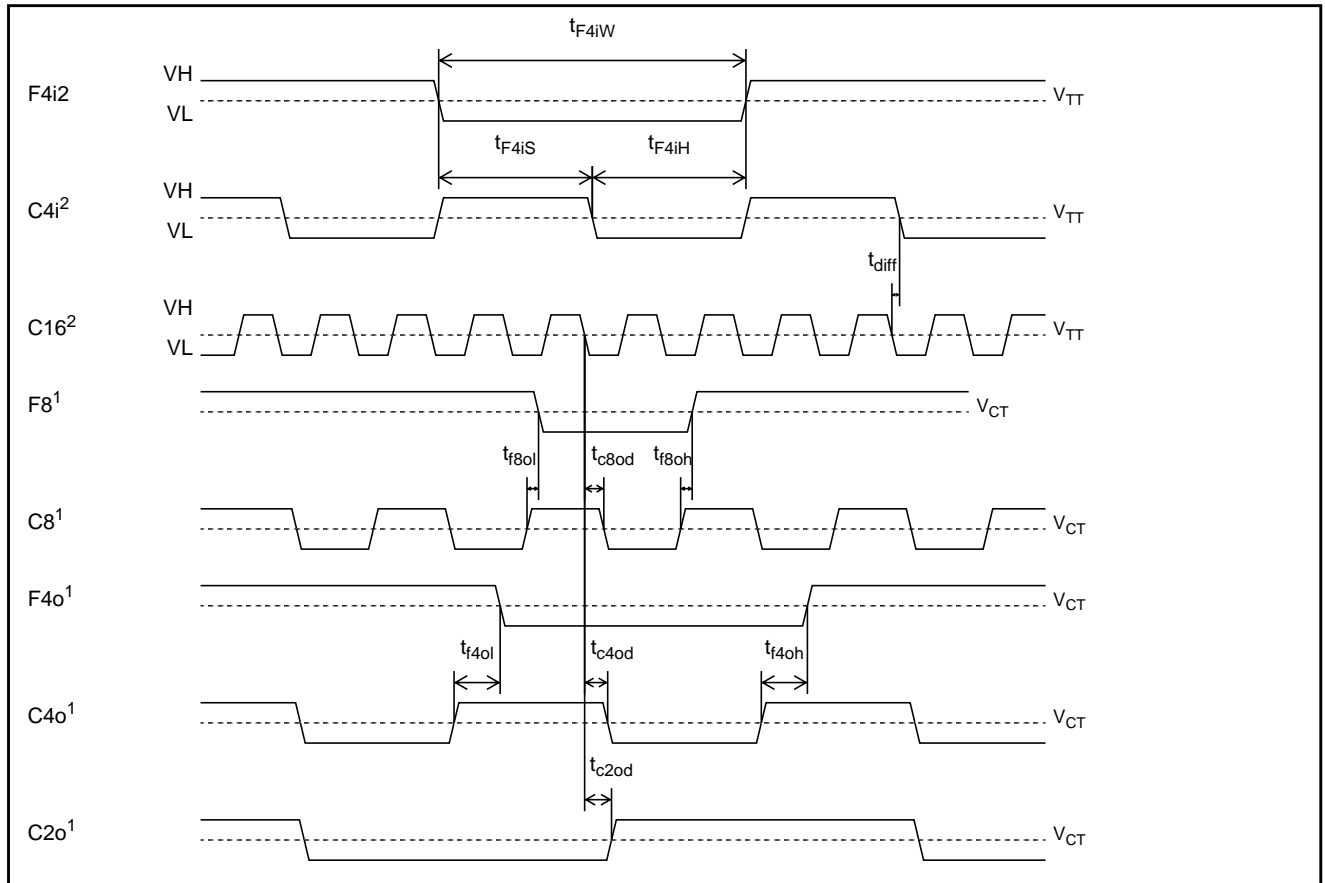 tF4iW
VH
F4i2
VTT
VL
tF4iS
tF4iH
VH
C4i²
VTT
VL
tdiff
VH
C16²
VTT
VL
F8¹
VCT
tf8ol
tc8od
tf8oh
C8¹
VCT
F4o¹
VCT
tf4ol
tc4od
tf4oh
C4o¹
VCT
tc2od
C2o¹
VCT